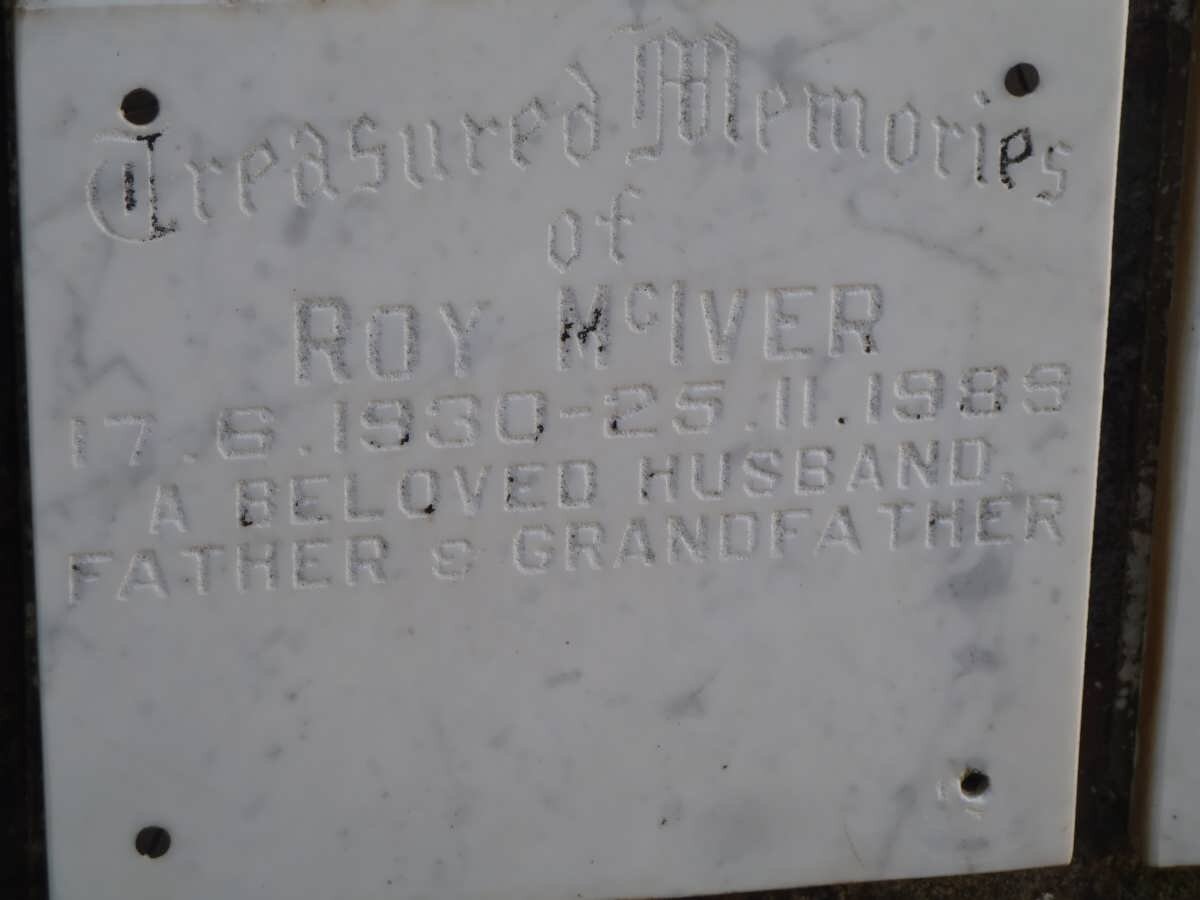 Treasured Memories
of
ROY McIVER
17.6.1930-25.11.1989
A BELOVED HUSBAND,
FATHER & GRANDFATHER